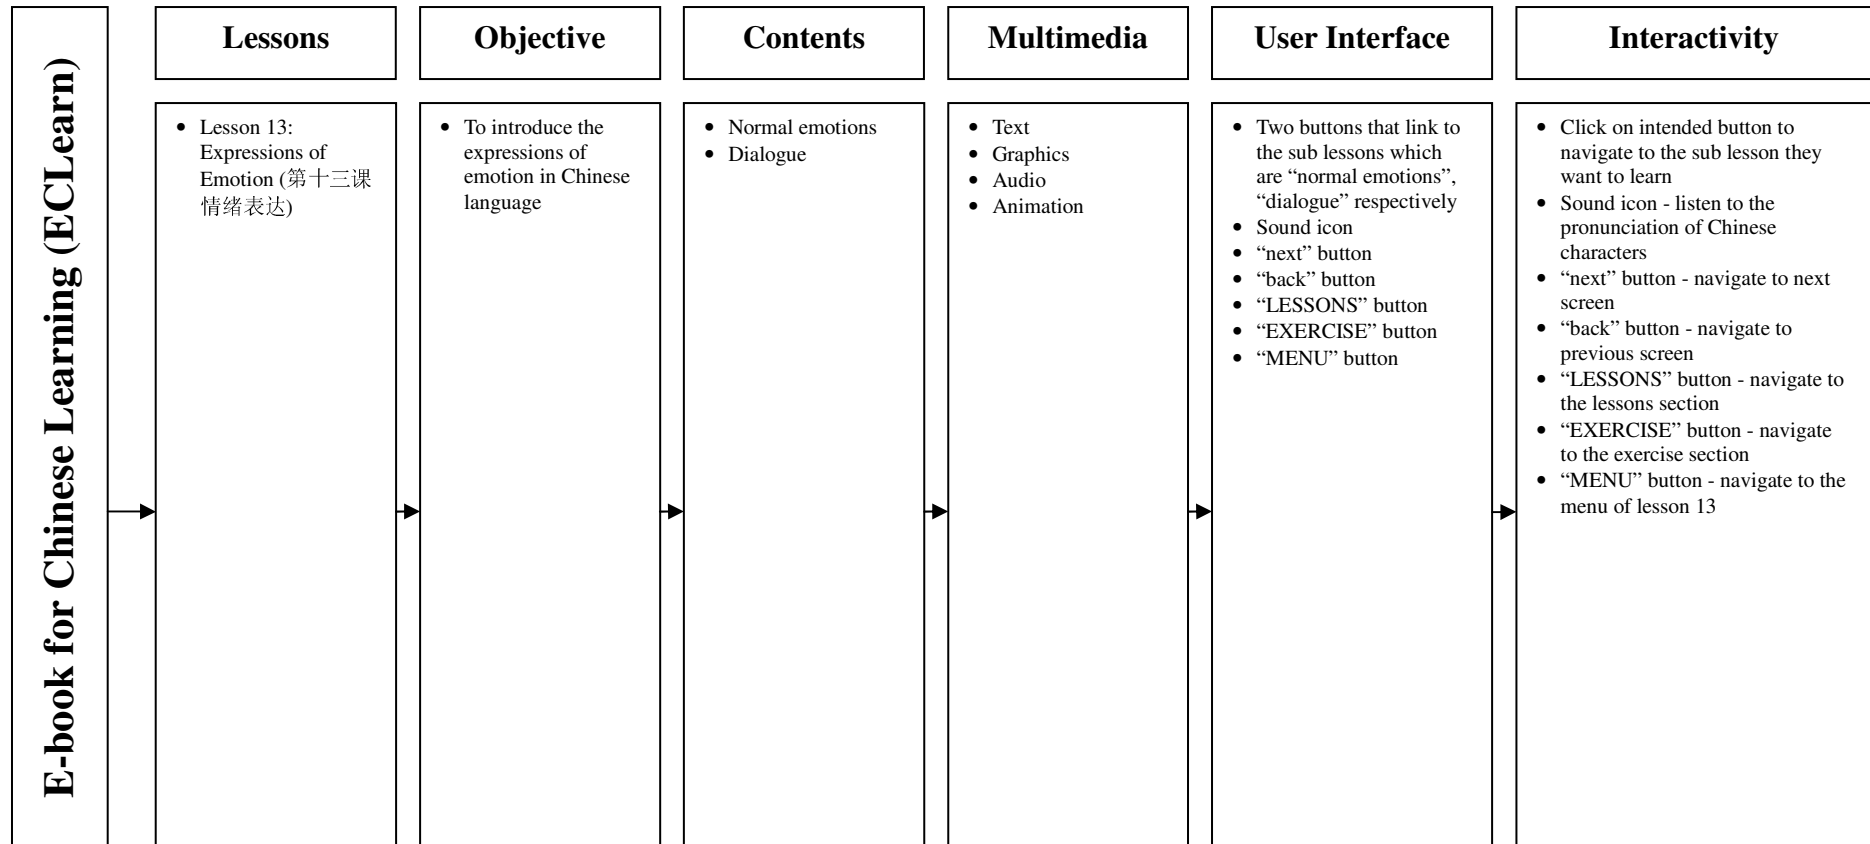 E-book for Chinese Learning (ECLearn)
Lessons
Objective
Contents
Multimedia
User Interface
Interactivity
• Lesson 13:
Expressions of
Emotion (第十三课
情绪表达)
• To introduce the
expressions of
emotion in Chinese
language
• Normal emotions
• Dialogue
• Text
• Graphics
• Audio
• Animation
• Two buttons that link to
the sub lessons which
are “normal emotions”,
“dialogue” respectively
• Sound icon
• “next” button
• “back” button
• “LESSONS” button
• “EXERCISE” button
• “MENU” button
• Click on intended button to
navigate to the sub lesson they
want to learn
• Sound icon - listen to the
pronunciation of Chinese
characters
• “next” button - navigate to next
screen
• “back” button - navigate to
previous screen
• “LESSONS” button - navigate to
the lessons section
• “EXERCISE” button - navigate
to the exercise section
• “MENU” button - navigate to the
menu of lesson 13